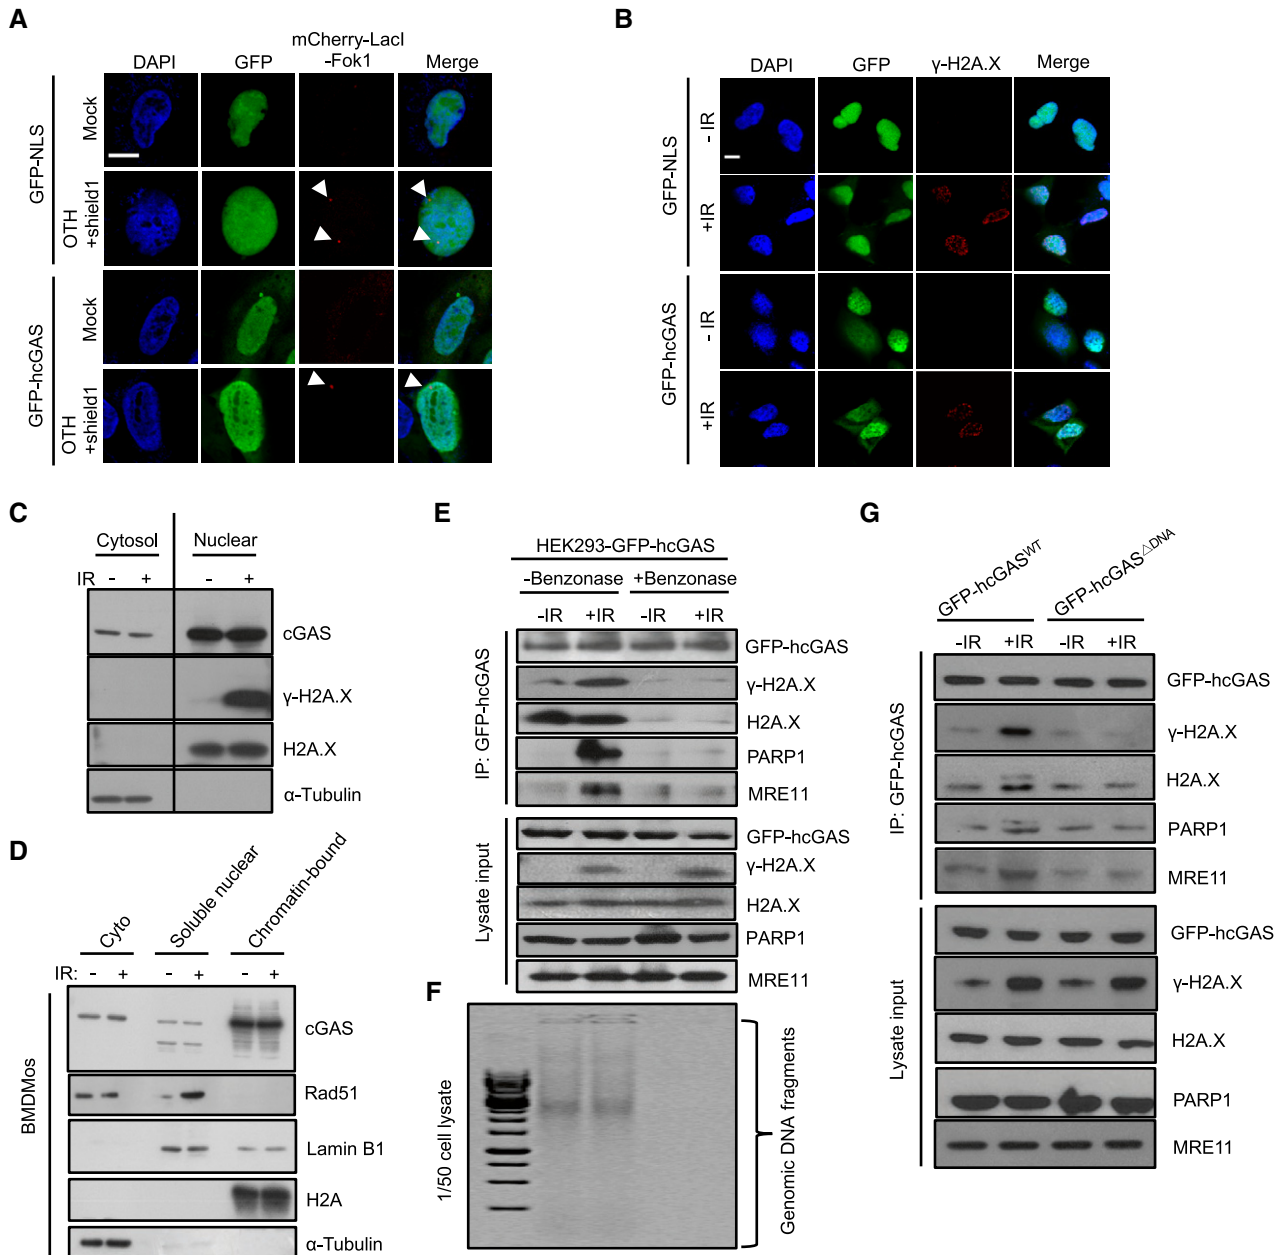 A
mCherry-LacI
-Fok1
DAPI GFP Merge
GFP-NLS
Mock
OTH
+shield1
GFP-hcGAS
Mock
OTH
+shield1
B
DAPI GFP γ-H2A.X Merge
GFP-NLS
- IR
+IR
GFP-hcGAS
- IR
+IR
C
Cytosol Nuclear
IR - + - +
cGAS
γ-H2A.X
H2A.X
α-Tubulin
D
Cyto Soluble nuclear Chromatin-bound
IR: - + - + - +
BMDMos
cGAS
Rad51
Lamin B1
H2A
α-Tubulin
E
HEK293-GFP-hcGAS
-Benzonase +Benzonase
-IR +IR -IR +IR
IP: GFP-hcGAS
GFP-hcGAS
γ-H2A.X
H2A.X
PARP1
MRE11
Lysate input
GFP-hcGAS
γ-H2A.X
H2A.X
PARP1
MRE11
F
1/50 cell lysate
Genomic DNA fragments
G
GFP-hcGAS^WT GFP-hcGAS^△DNA
-IR +IR -IR +IR
IP: GFP-hcGAS
GFP-hcGAS
γ-H2A.X
H2A.X
PARP1
MRE11
Lysate input
GFP-hcGAS
γ-H2A.X
H2A.X
PARP1
MRE11